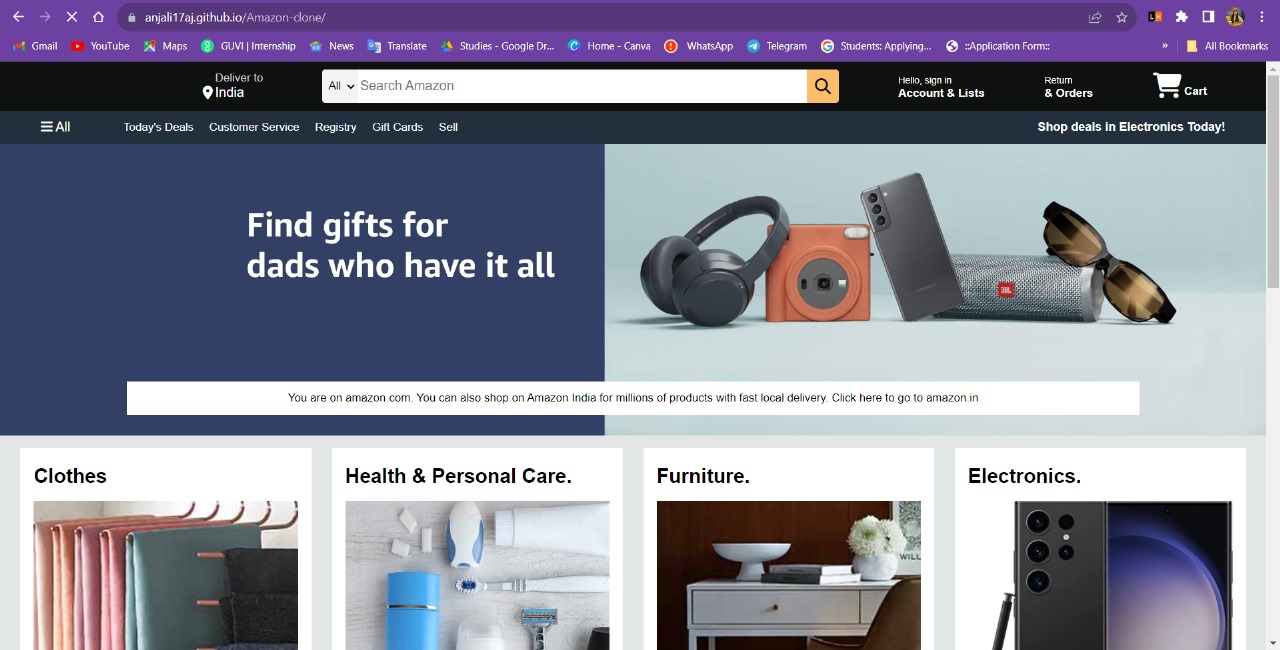 anjali17aj.github.io/Amazon-clone/
Gmail YouTube Maps GUVI | Internship News Translate Studies - Google Dr... Home - Canva WhatsApp Telegram Students: Applying... ::Application Form:: » All Bookmarks
Deliver to
India
All Search Amazon
Hello, sign in
Account & Lists
Return
& Orders
Cart
All Today's Deals Customer Service Registry Gift Cards Sell Shop deals in Electronics Today!
Find gifts for
dads who have it all
SAMSUNG
JBL
You are on amazon.com. You can also shop on Amazon India for millions of products with fast local delivery. Click here to go to amazon.in
Clothes Health & Personal Care. Furniture. Electronics.
WILL